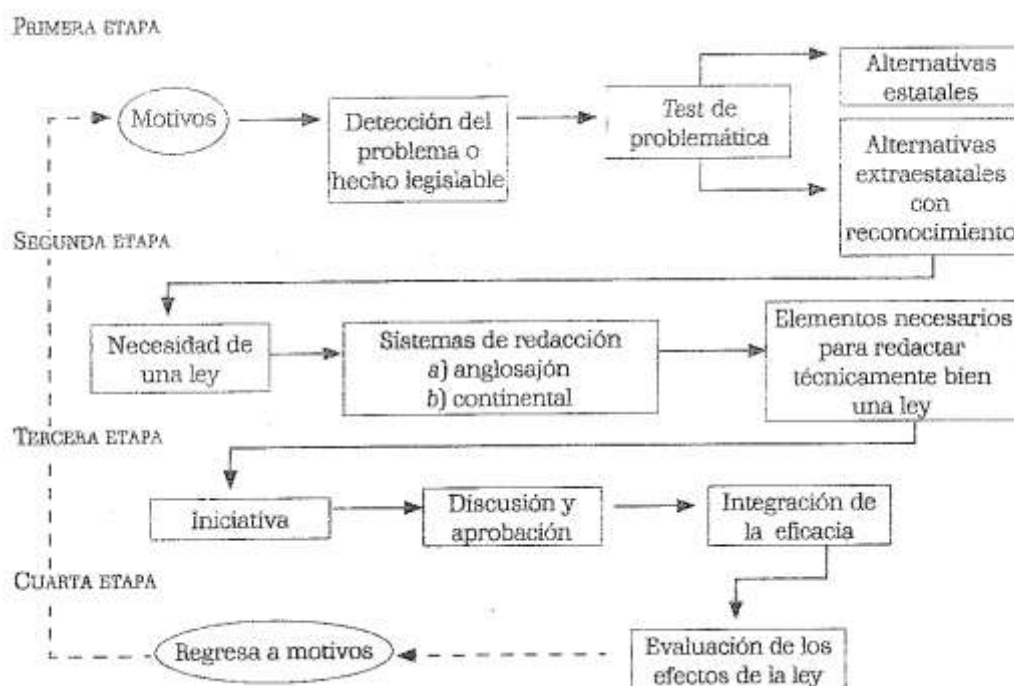 PRIMERA ETAPA
Motivos
Detección del
problema o
hecho legislable
Test de
problemática
Alternativas
estatales
Alternativas
extraestatales
con
reconocimiento
SEGUNDA ETAPA
Necesidad de
una ley
Sistemas de redacción
a) anglosajón
b) continental
Elementos necesarios
para redactar
técnicamente bien
una ley
TERCERA ETAPA
Iniciativa
Discusión y
aprobación
Integración de
la eficacia
CUARTA ETAPA
Regresa a motivos
Evaluación de los
efectos de la ley